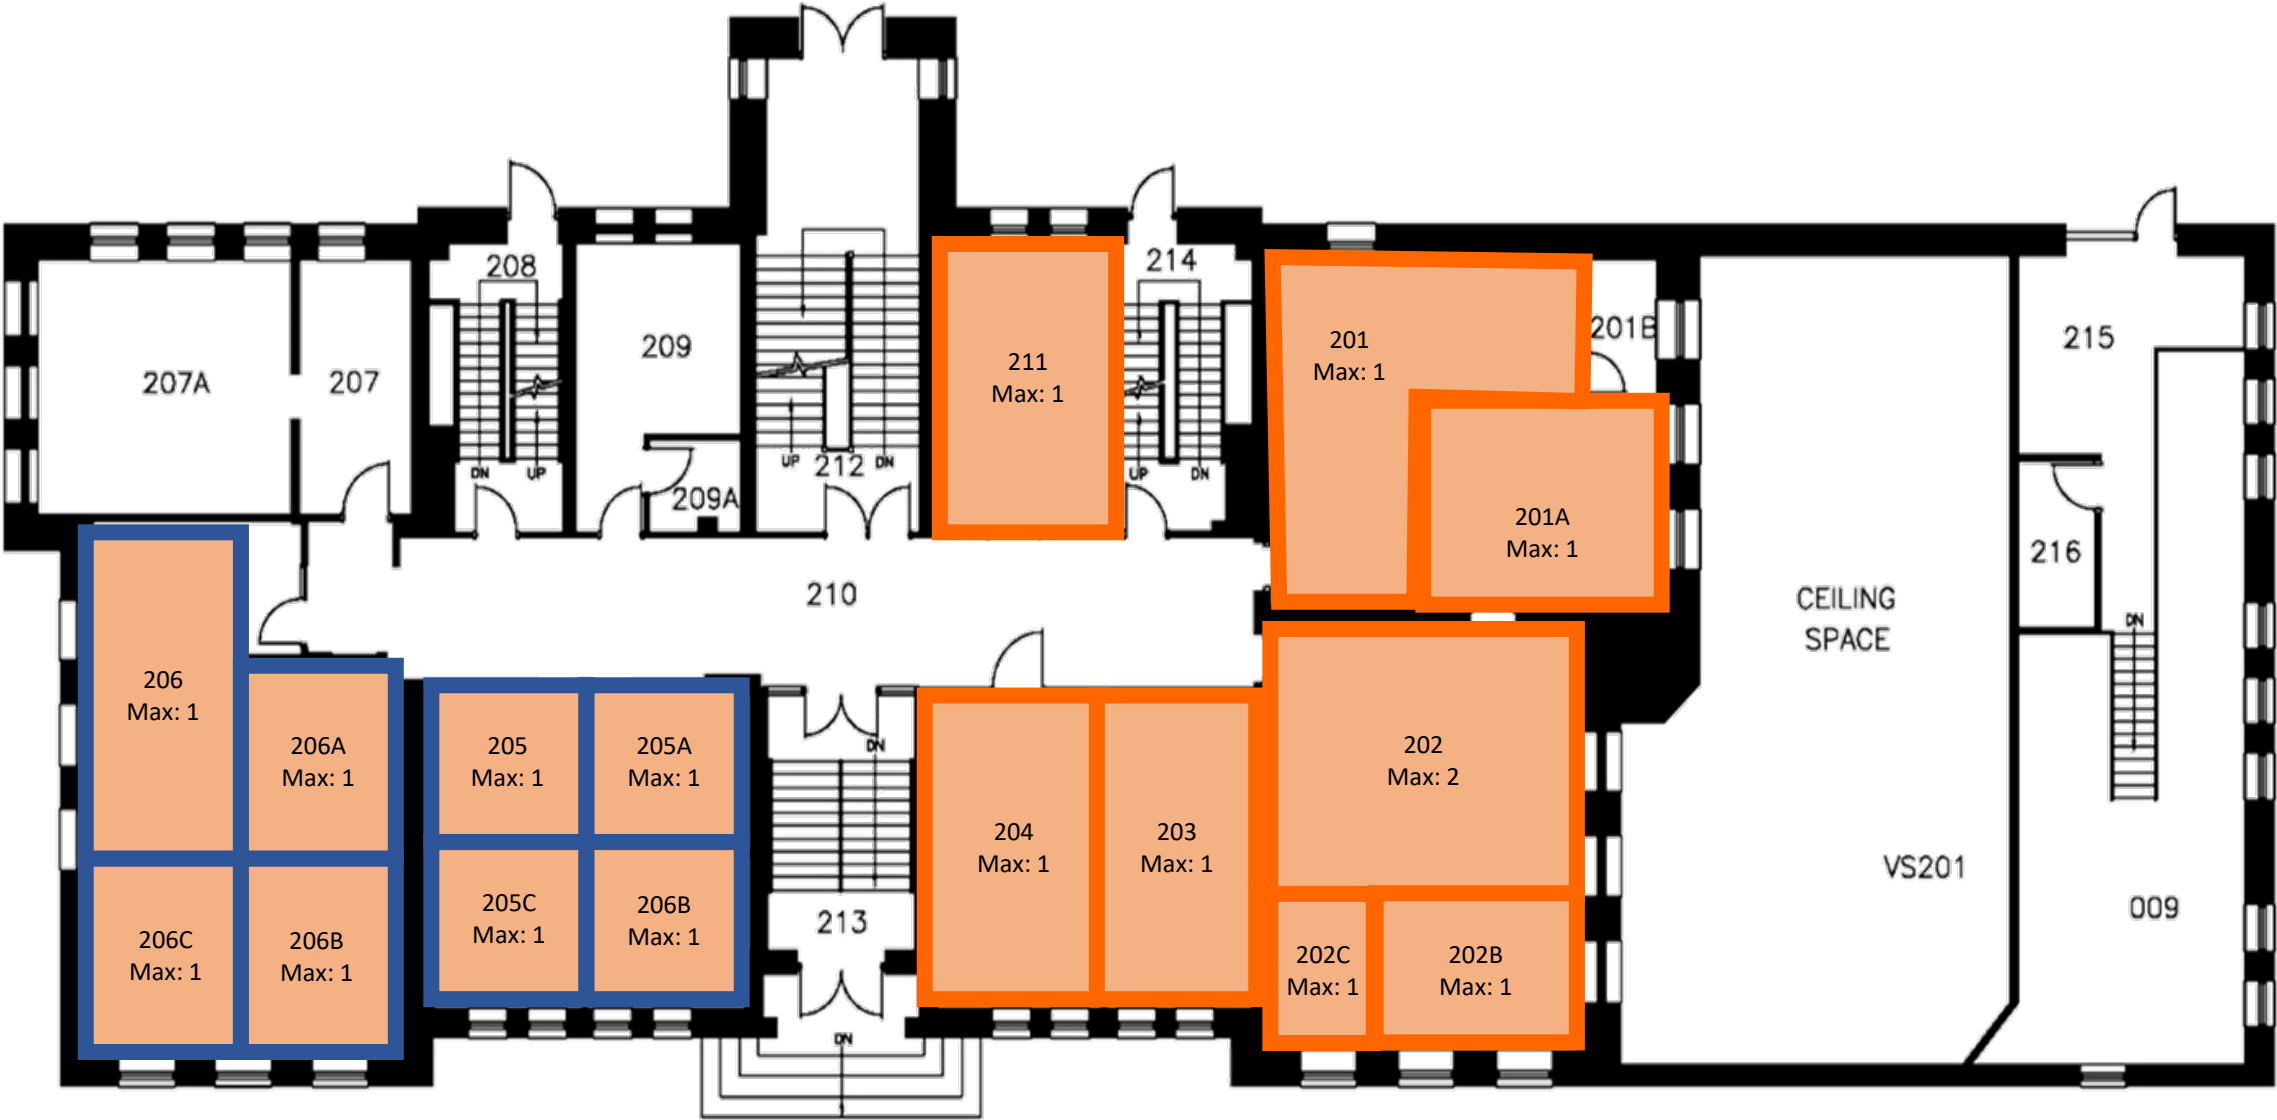 208
214
201B
215
209
201
Max: 1
211
Max: 1
207A
207
DN
UP
UP
212
DN
UP
DN
209A
201A
Max: 1
216
210
CEILING
SPACE
DN
206
Max: 1
206A
Max: 1
205
Max: 1
205A
Max: 1
DN
202
Max: 2
204
Max: 1
203
Max: 1
VS201
009
205C
Max: 1
206B
Max: 1
213
206C
Max: 1
206B
Max: 1
202C
Max: 1
202B
Max: 1
DN